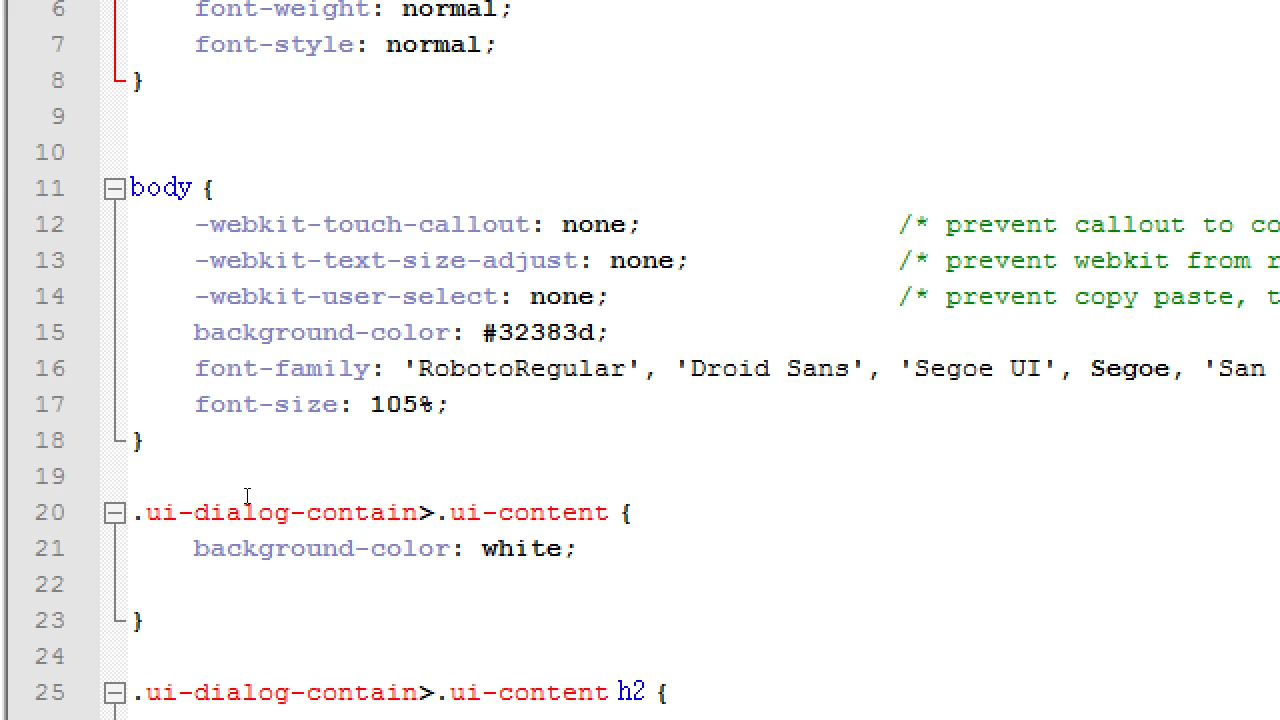 6 font-weight: normal;
7 font-style: normal;
8 }
9
10
11 body {
12 -webkit-touch-callout: none; /* prevent callout to co
13 -webkit-text-size-adjust: none; /* prevent webkit from r
14 -webkit-user-select: none; /* prevent copy paste, t
15 background-color: #32383d;
16 font-family: 'RobotoRegular', 'Droid Sans', 'Segoe UI', Segoe, 'San
17 font-size: 105%;
18 }
19
20 .ui-dialog-contain>.ui-content {
21 background-color: white;
22
23 }
24
25 .ui-dialog-contain>.ui-content h2 {